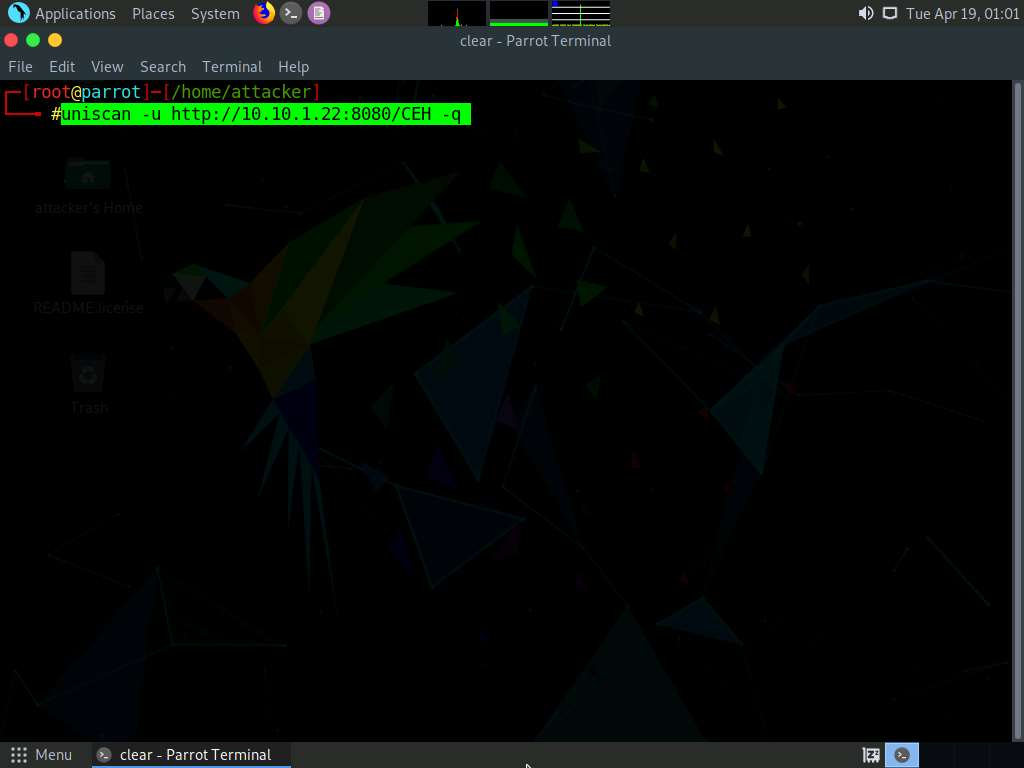 Applications Places System Tue Apr 19, 01:01
clear - Parrot Terminal
File Edit View Search Terminal Help
[root@parrot]─[/home/attacker]
#uniscan -u http://10.10.1.22:8080/CEH -q
attacker's Home
README.license
Trash
Menu clear - Parrot Terminal